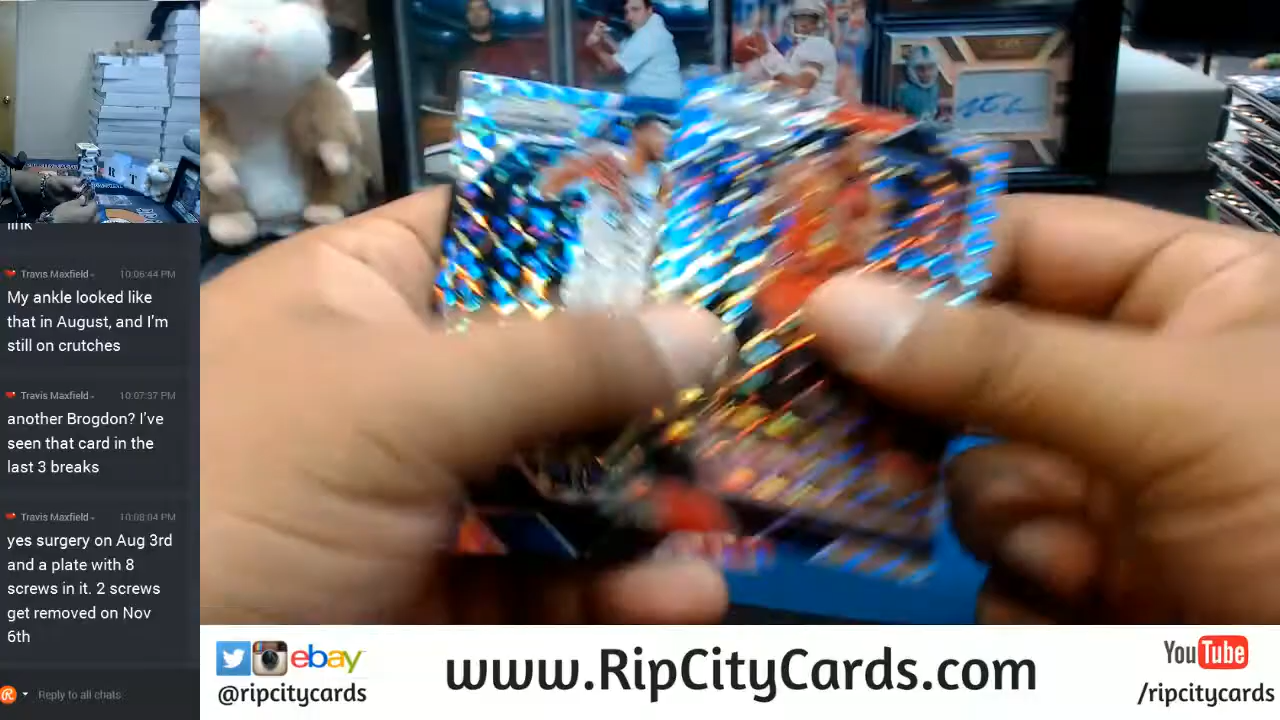 link
Travis Maxfield
10:06:44 PM
My ankle looked like
that in August, and I'm
still on crutches
Travis Maxfield
10:07:37 PM
another Brogdon? I've
seen that card in the
last 3 breaks
Travis Maxfield
10:08:04 PM
yes surgery on Aug 3rd
and a plate with 8
screws in it. 2 screws
get removed on Nov
6th
Reply to all chats
ebay
@ripcitycards
www.RipCityCards.com
YouTube
/ripcitycards